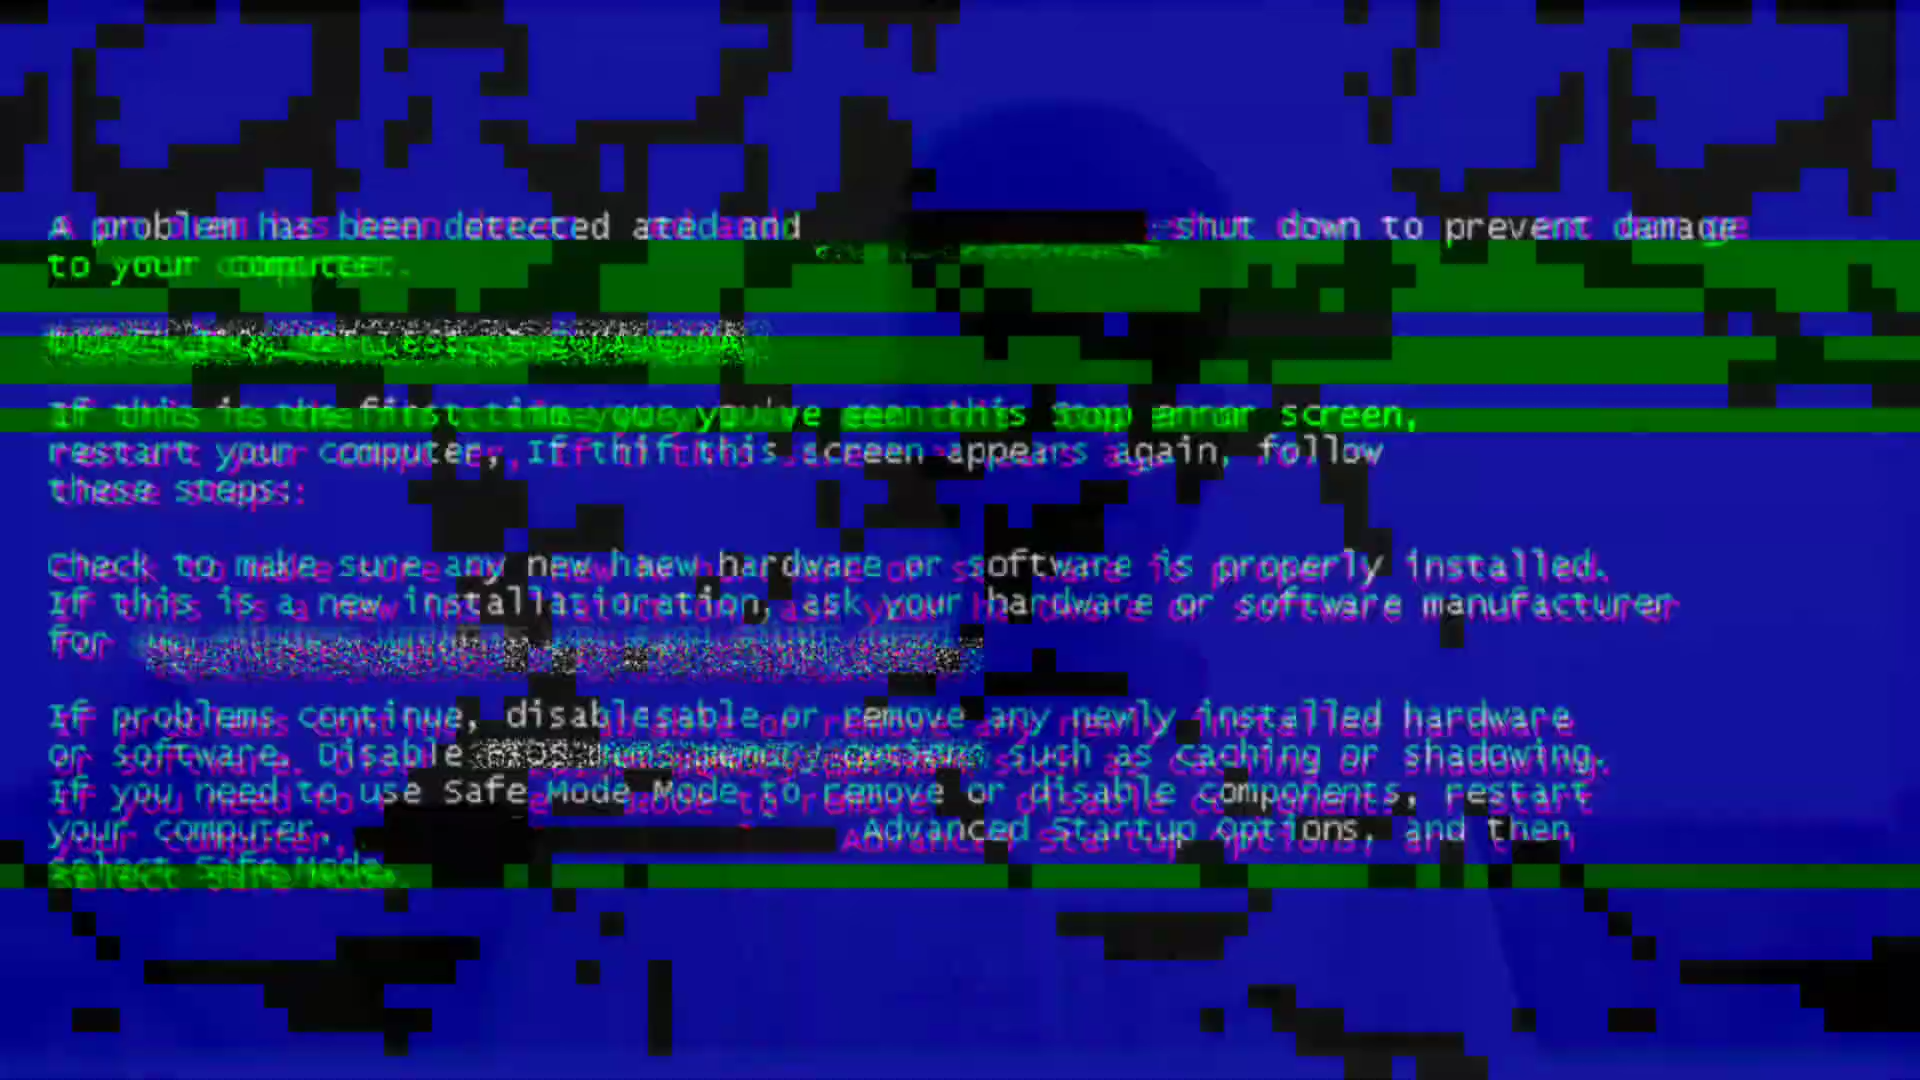 A problem has been detected ated and shut down to prevent damage
to your computer.
If this is the first time you you've seen this Stop error screen,
restart your computer, If thif this screen appears again, follow
these steps:
Check to make sure any new haew hardware or software is properly installed.
If this is a new installatioration, ask your hardware or software manufacturer
for
If problems continue, disablesable or remove any newly installed hardware
or software. Disable BIOS memory options such as caching or shadowing.
If you need to use Safe Mode Mode to remove or disable components, restart
your computer, Advanced Startup Options, and then
select Safe Mode.